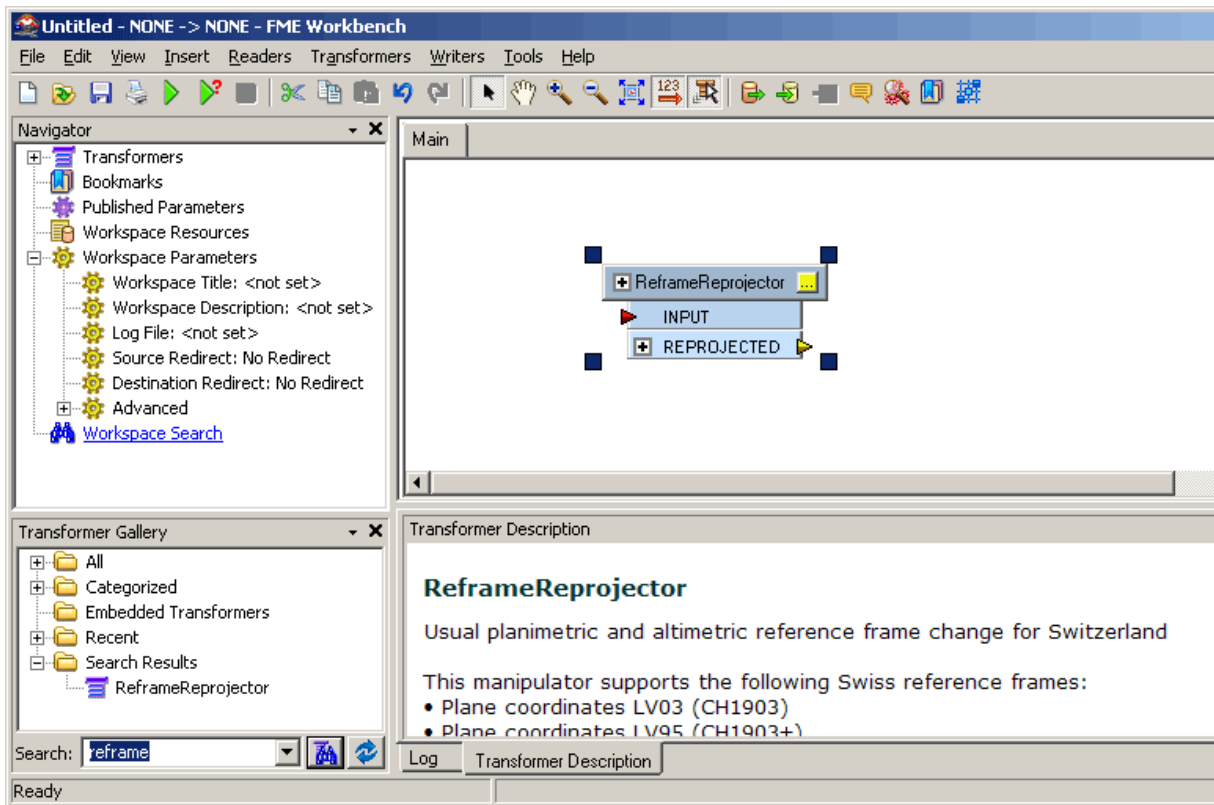 Untitled - NONE -> NONE - FME Workbench
File Edit View Insert Readers Transformers Writers Tools Help
123
Navigator
Transformers
Bookmarks
Published Parameters
Workspace Resources
Workspace Parameters
Workspace Title: <not set>
Workspace Description: <not set>
Log File: <not set>
Source Redirect: No Redirect
Destination Redirect: No Redirect
Advanced
Workspace Search
Main
ReframeReprojector ...
INPUT
REPROJECTED
Transformer Gallery
All
Categorized
Embedded Transformers
Recent
Search Results
ReframeReprojector
Search: reframe
Transformer Description
ReframeReprojector
Usual planimetric and altimetric reference frame change for Switzerland
This manipulator supports the following Swiss reference frames:
• Plane coordinates LV03 (CH1903)
• Plane coordinates LV95 (CH1903+)
Log Transformer Description
Ready